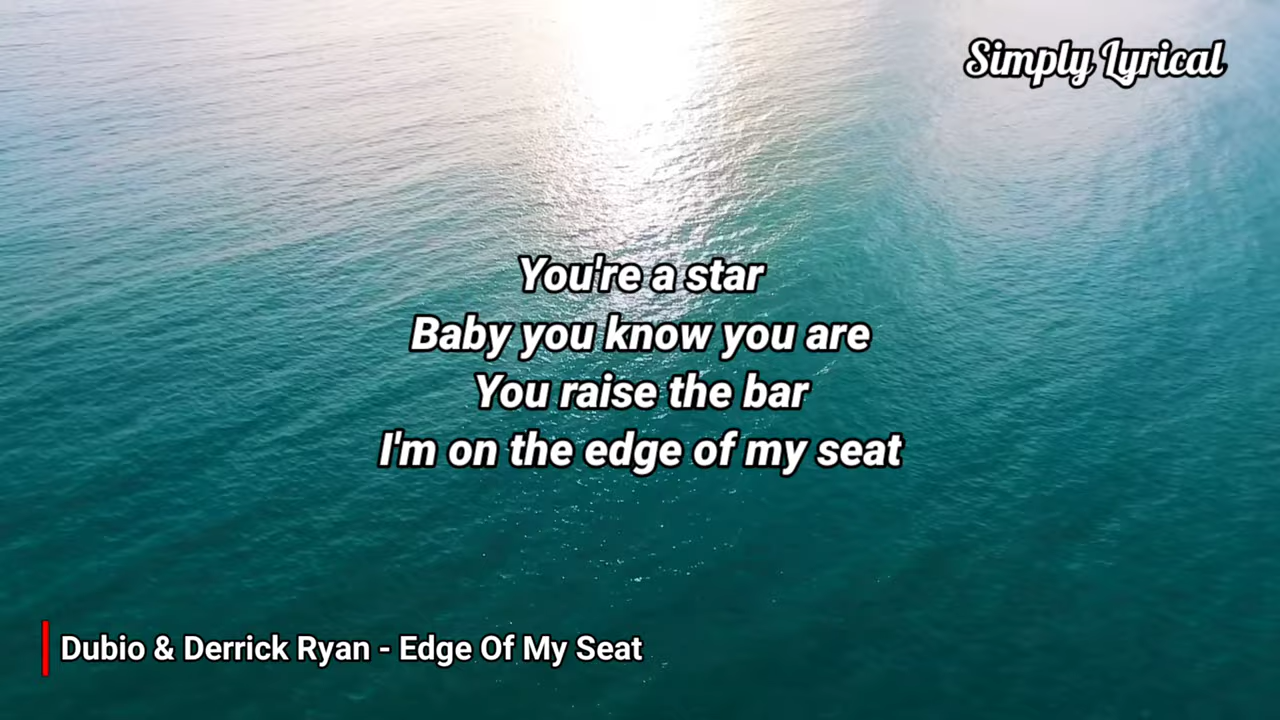 Simply Lyrical
You're a star
Baby you know you are
You raise the bar
I'm on the edge of my seat
Dubio & Derrick Ryan - Edge Of My Seat